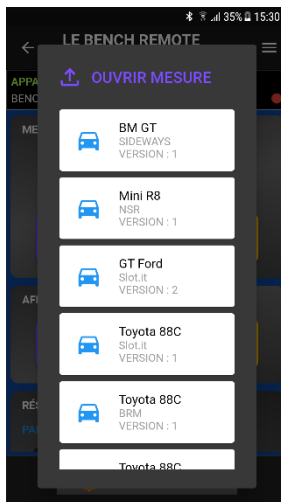 35% 15:30
LE BENCH REMOTE
APPA
BENC
OUVRIR MESURE
ME
BM GT
SIDEWAYS
VERSION : 1
Mini R8
NSR
VERSION : 1
GT Ford
Slot.it
VERSION : 2
AFF
Toyota 88C
Slot.it
VERSION : 1
RÉS
PA
Toyota 88C
BRM
VERSION : 1
Toyota 88C